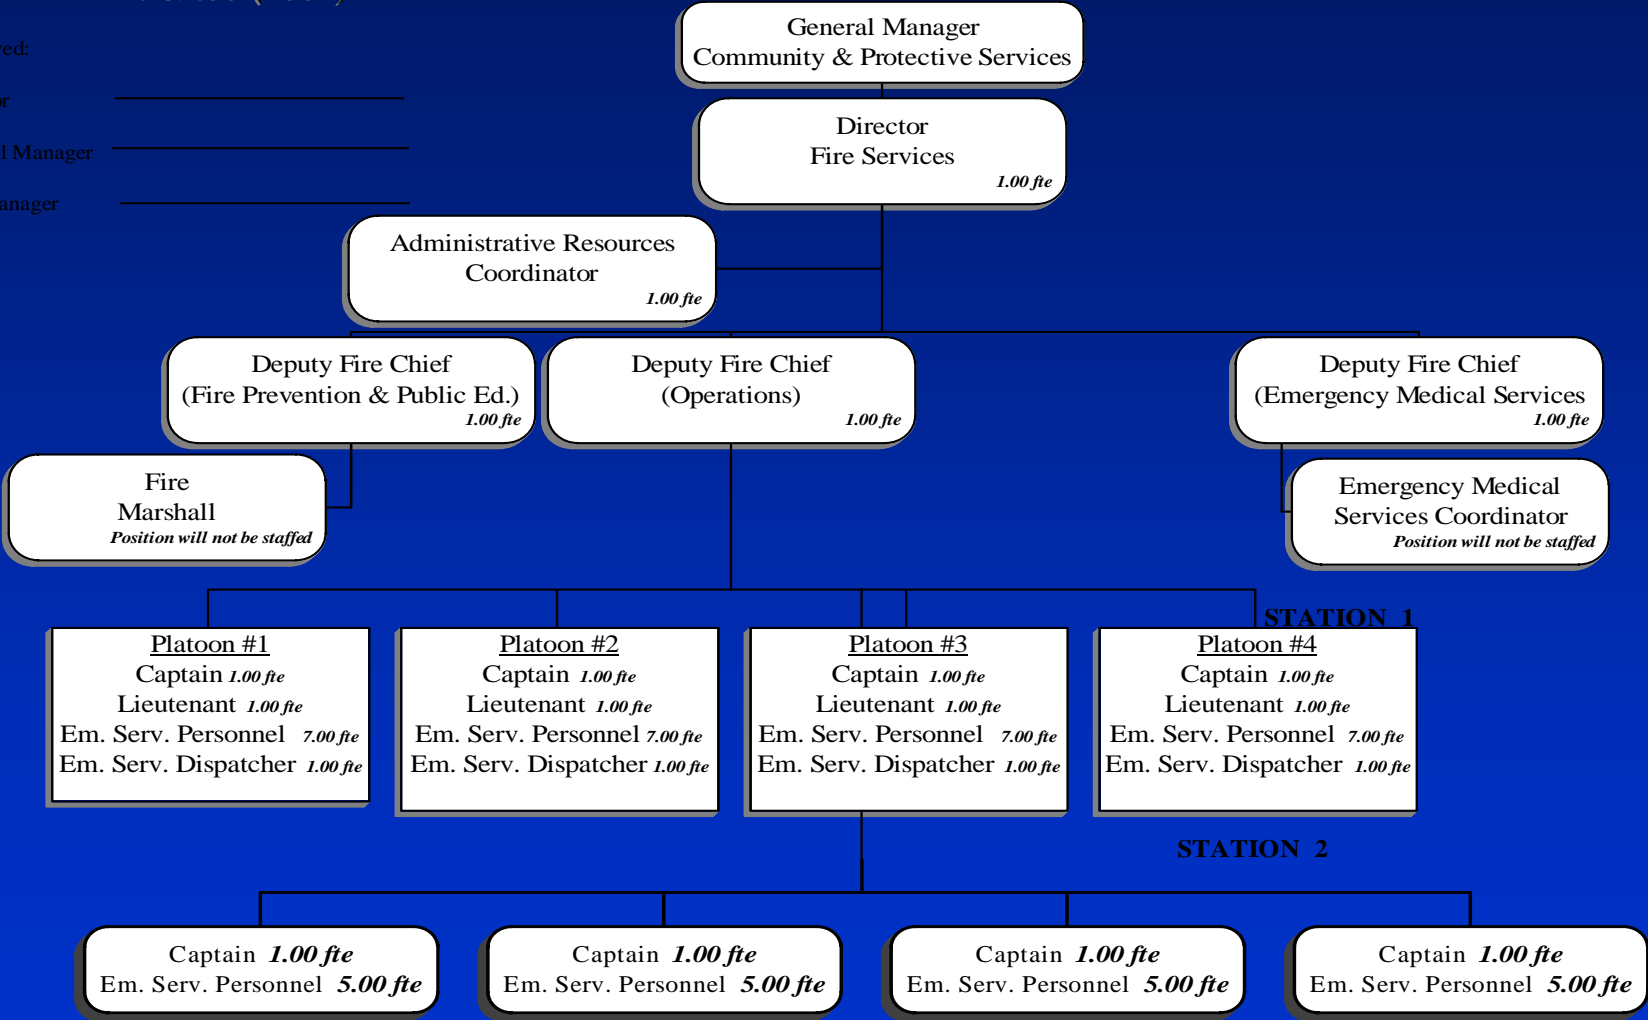 General Manager
Community & Protective Services
Director
Fire Services
1.00 fte
Administrative Resources
Coordinator
1.00 fte
Deputy Fire Chief
(Fire Prevention & Public Ed.)
1.00 fte
Deputy Fire Chief
(Operations)
1.00 fte
Deputy Fire Chief
(Emergency Medical Services
1.00 fte
Fire
Marshall
Position will not be staffed
Emergency Medical
Services Coordinator
Position will not be staffed
STATION 1
Platoon #1
Captain 1.00 fte
Lieutenant 1.00 fte
Em. Serv. Personnel 7.00 fte
Em. Serv. Dispatcher 1.00 fte
Platoon #2
Captain 1.00 fte
Lieutenant 1.00 fte
Em. Serv. Personnel 7.00 fte
Em. Serv. Dispatcher 1.00 fte
Platoon #3
Captain 1.00 fte
Lieutenant 1.00 fte
Em. Serv. Personnel 7.00 fte
Em. Serv. Dispatcher 1.00 fte
Platoon #4
Captain 1.00 fte
Lieutenant 1.00 fte
Em. Serv. Personnel 7.00 fte
Em. Serv. Dispatcher 1.00 fte
STATION 2
Captain 1.00 fte
Em. Serv. Personnel 5.00 fte
Captain 1.00 fte
Em. Serv. Personnel 5.00 fte
Captain 1.00 fte
Em. Serv. Personnel 5.00 fte
Captain 1.00 fte
Em. Serv. Personnel 5.00 fte
ved:
or
l Manager
anager